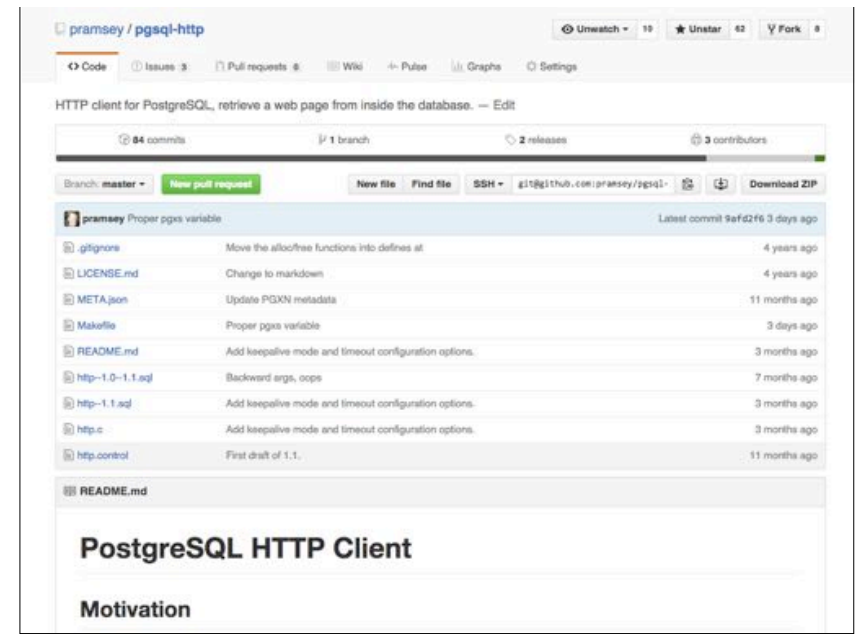 pramsey / pgsql-http Unwatch 10 Unstar 62 Fork 8
Code Issues 3 Pull requests 0 Wiki Pulse Graphs Settings
HTTP client for PostgreSQL, retrieve a web page from inside the database. — Edit
84 commits 1 branch 2 releases 3 contributors
Branch: master New pull request New file Find file SSH git@github.com:pramsey/pgsql- Download ZIP
pramsey Proper pgxs variable Latest commit 9afd2f6 3 days ago
.gitignore Move the alloc/free functions into defines at 4 years ago
LICENSE.md Change to markdown 4 years ago
META.json Update PGXN metadata 11 months ago
Makefile Proper pgxs variable 3 days ago
README.md Add keepalive mode and timeout configuration options. 3 months ago
http--1.0--1.1.sql Backward args, oops 7 months ago
http--1.1.sql Add keepalive mode and timeout configuration options. 3 months ago
http.c Add keepalive mode and timeout configuration options. 3 months ago
http.control First draft of 1.1. 11 months ago
README.md
PostgreSQL HTTP Client
Motivation